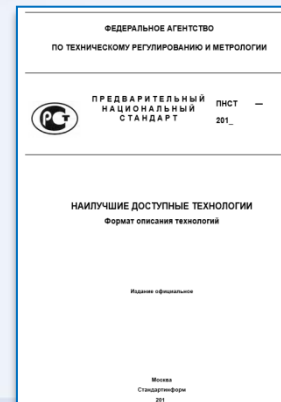 ФЕДЕРАЛЬНОЕ АГЕНТСТВО
ПО ТЕХНИЧЕСКОМУ РЕГУЛИРОВАНИЮ И МЕТРОЛОГИИ
ПРЕДВАРИТЕЛЬНЫЙ
НАЦИОНАЛЬНЫЙ
СТАНДАРТ
ПНСТ —
201_
НАИЛУЧШИЕ ДОСТУПНЫЕ ТЕХНОЛОГИИ
Формат описания технологий
Издание официальное
Москва
Стандартинформ
201